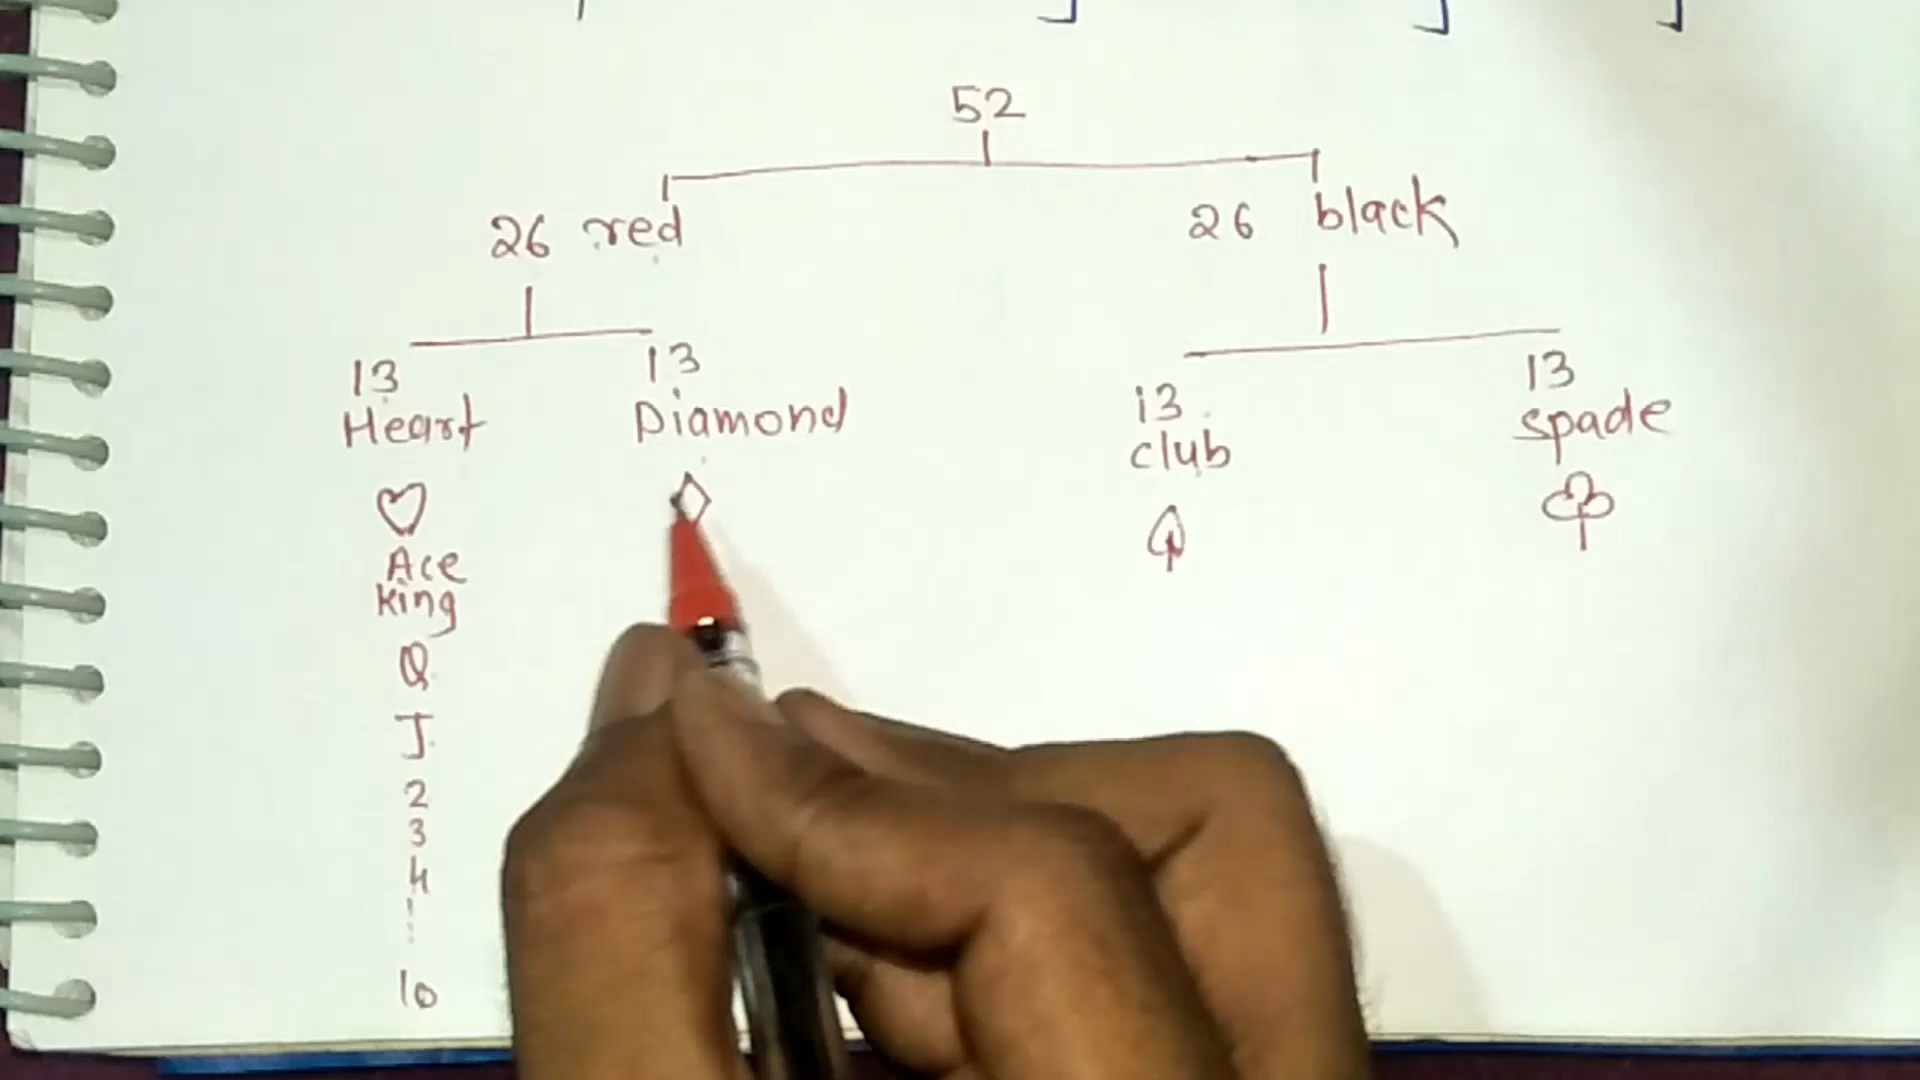 52
26 red
26 black
13
Heart
13
Diamond
13
club
13
spade
Ace
King
Q
J
2
3
4
10